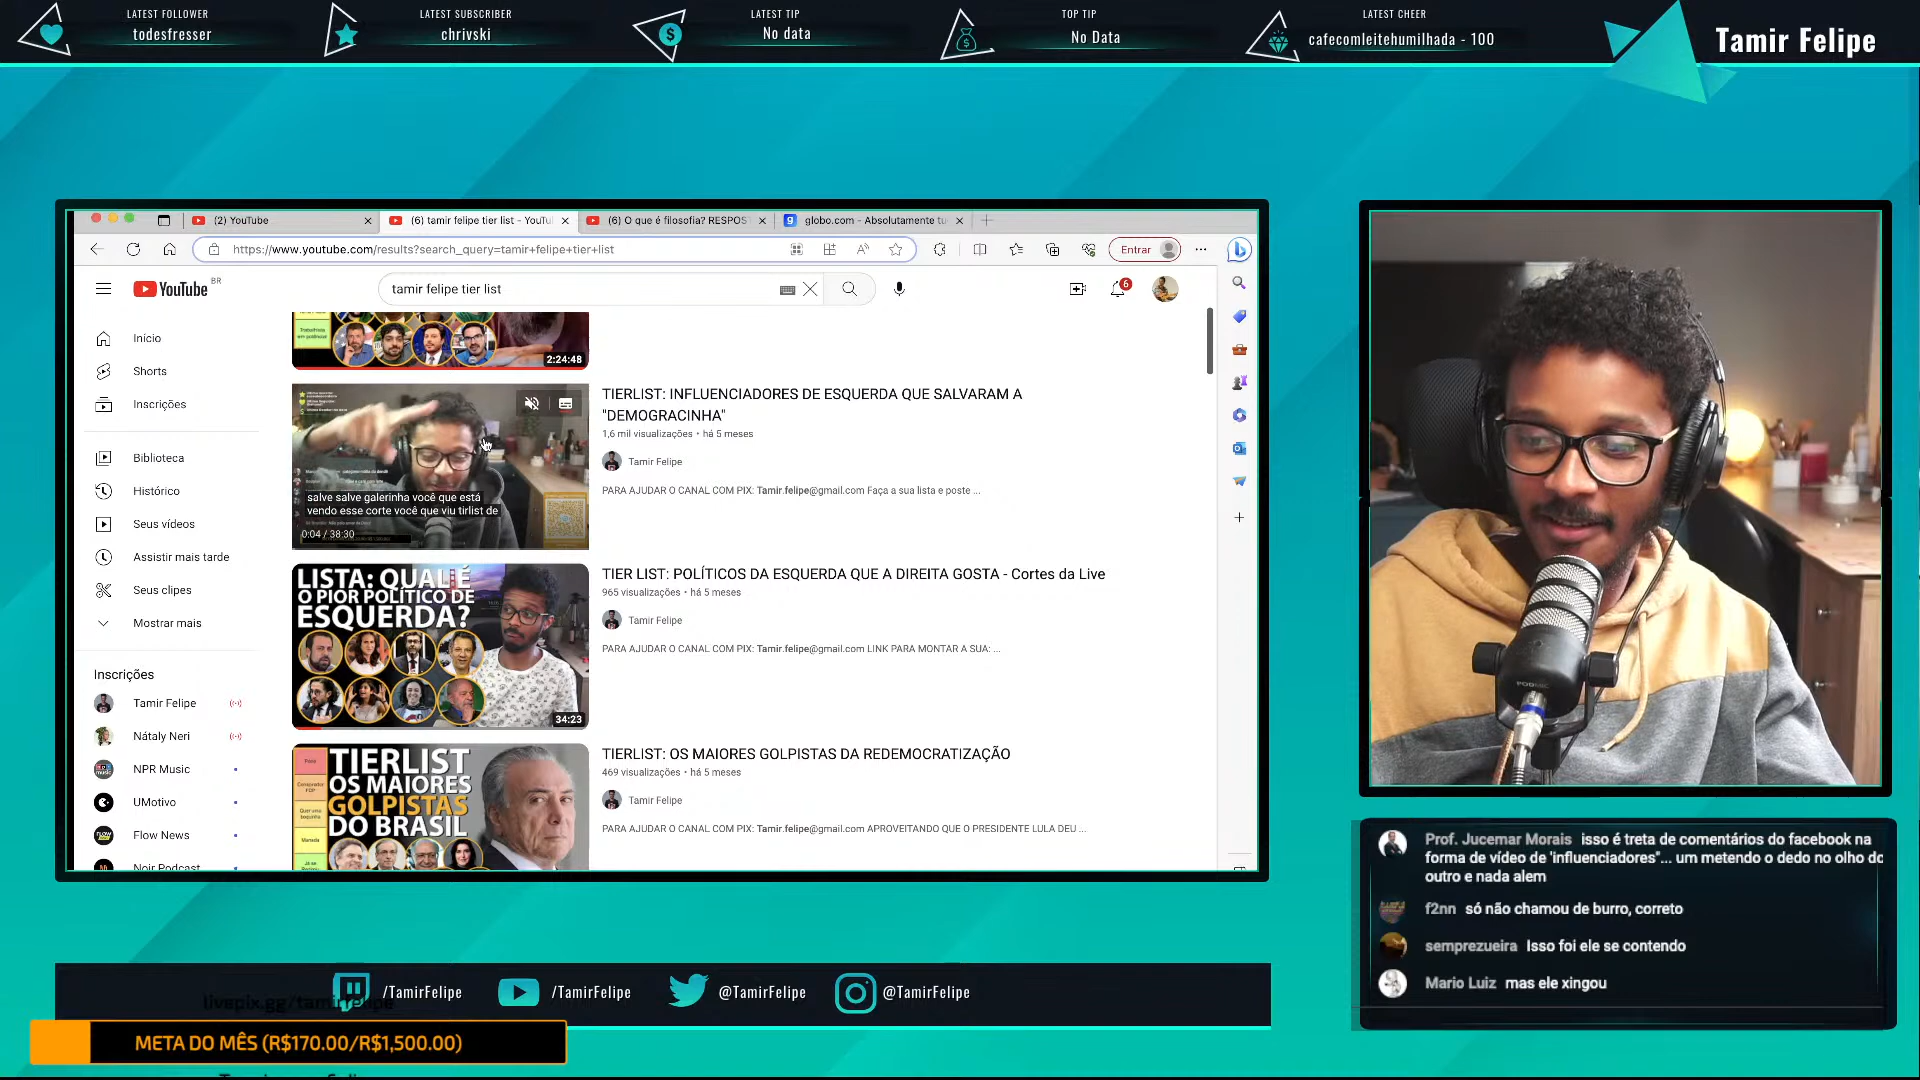 LATEST FOLLOWER
todesfresser
LATEST SUBSCRIBER
chrivski
LATEST TIP
No data
TOP TIP
No Data
LATEST CHEER
cafecomleitehumilhada - 100
Tamir Felipe
(2) YouTube
(6) tamir felipe tier list - YouTu
(6) O que é filosofia? RESPOS
globo.com - Absolutamente tu
https://www.youtube.com/results?search_query=tamir+felipe+tier+list
Entrar
YouTube BR
tamir felipe tier list
6
Início
Shorts
Inscrições
Biblioteca
Histórico
Seus vídeos
Assistir mais tarde
Seus clipes
Mostrar mais
Inscrições
Tamir Felipe
Nátaly Neri
NPR Music
UMotivo
Flow News
Noir Podcast
2:24:48
salve salve galerinha você que está
vendo esse corte você que viu tirlist de
0:04 / 38:30
TIERLIST: INFLUENCIADORES DE ESQUERDA QUE SALVARAM A
"DEMOGRACINHA"
1,6 mil visualizações • há 5 meses
Tamir Felipe
PARA AJUDAR O CANAL COM PIX: Tamir.felipe@gmail.com Faça a sua lista e poste ...
LISTA: QUAL É
O PIOR POLÍTICO DE
ESQUERDA?
34:23
TIER LIST: POLÍTICOS DA ESQUERDA QUE A DIREITA GOSTA - Cortes da Live
965 visualizações • há 5 meses
Tamir Felipe
PARA AJUDAR O CANAL COM PIX: Tamir.felipe@gmail.com LINK PARA MONTAR A SUA: ...
TIERLIST
OS MAIORES
GOLPISTAS
DO BRASIL
TIERLIST: OS MAIORES GOLPISTAS DA REDEMOCRATIZAÇÃO
469 visualizações • há 5 meses
Tamir Felipe
PARA AJUDAR O CANAL COM PIX: Tamir.felipe@gmail.com APROVEITANDO QUE O PRESIDENTE LULA DEU ...
PODMIC
Prof. Jucemar Morais isso é treta de comentários do facebook na
forma de vídeo de 'influenciadores"... um metendo o dedo no olho do
outro e nada alem
f2nn só não chamou de burro, correto
semprezueira Isso foi ele se contendo
Mario Luiz mas ele xingou
/TamirFelipe
/TamirFelipe
@TamirFelipe
@TamirFelipe
livepix.gg/tamirfelipe
META DO MÊS (R$170.00/R$1,500.00)